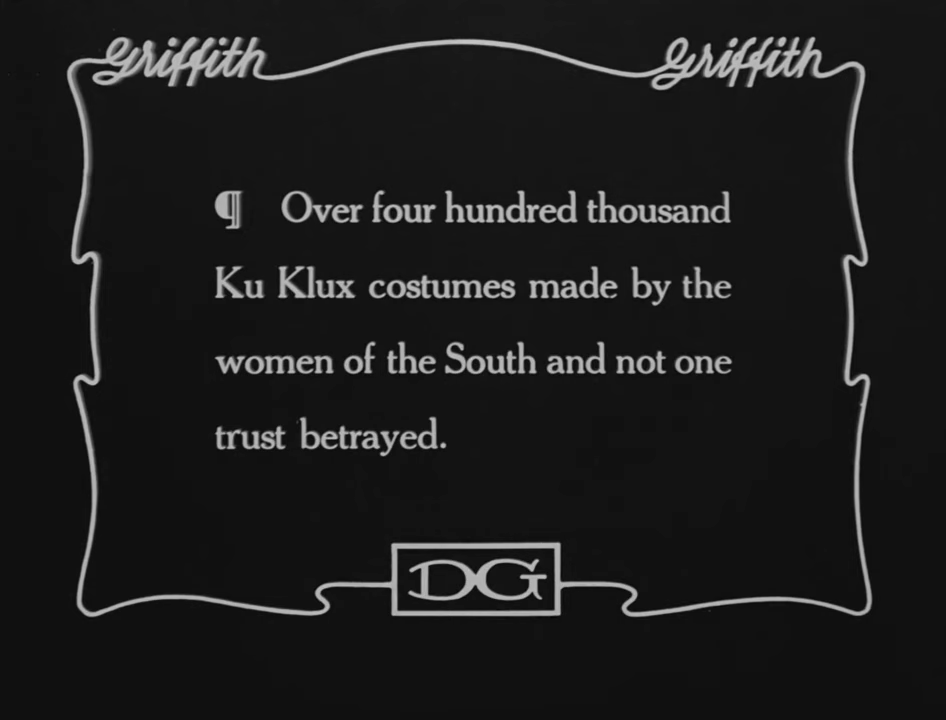 Griffith Griffith
¶ Over four hundred thousand
Ku Klux costumes made by the
women of the South and not one
trust betrayed.
DG